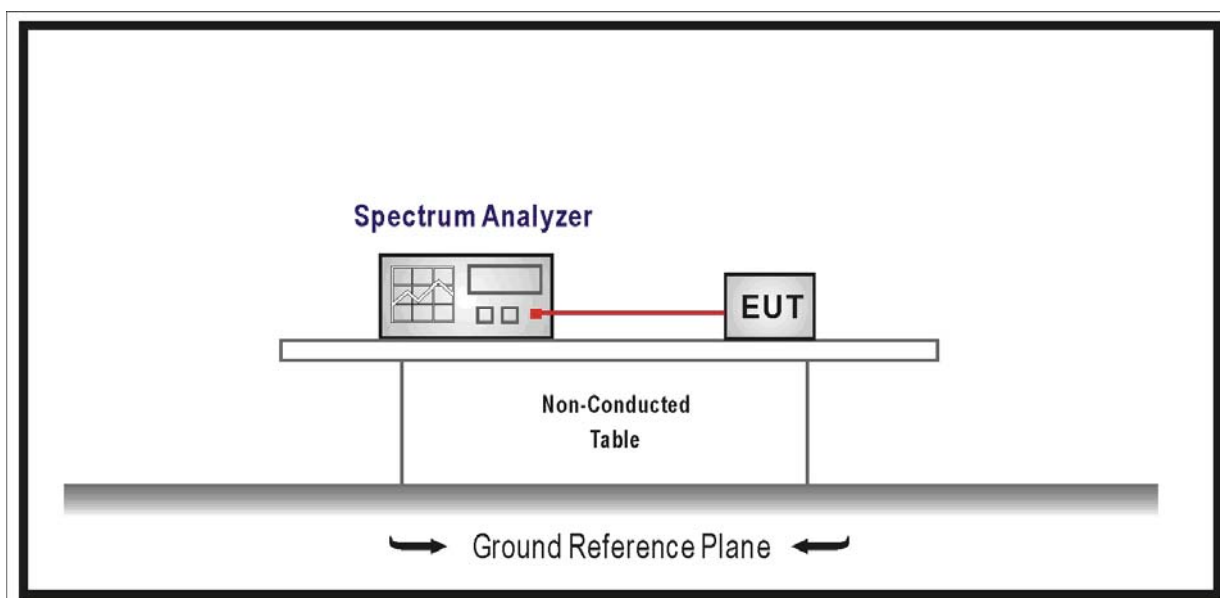 Spectrum Analyzer
EUT
Non-Conducted
Table
Ground Reference Plane